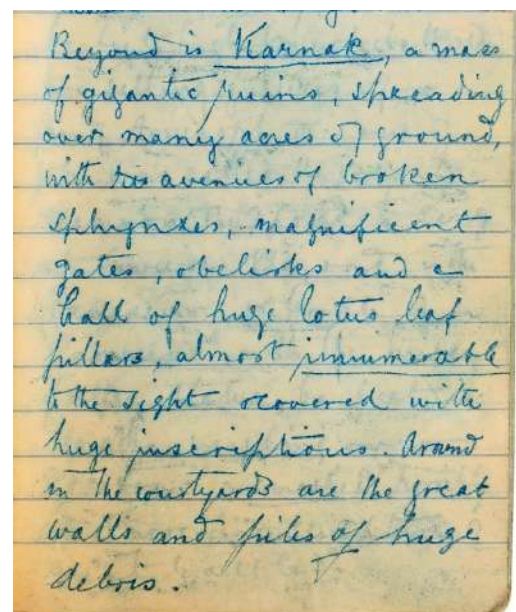 Beyond is Karnak, a mass
of gigantic ruins, spreading
over many acres of ground,
with its avenues of broken
sphynxes, magnificent
gates, obelisks and a
hall of huge lotus leaf
pillars, almost innumerable
to the sight & covered with
huge inscriptions. Around
in the courtyards are the great
walls and piles of huge
debris.